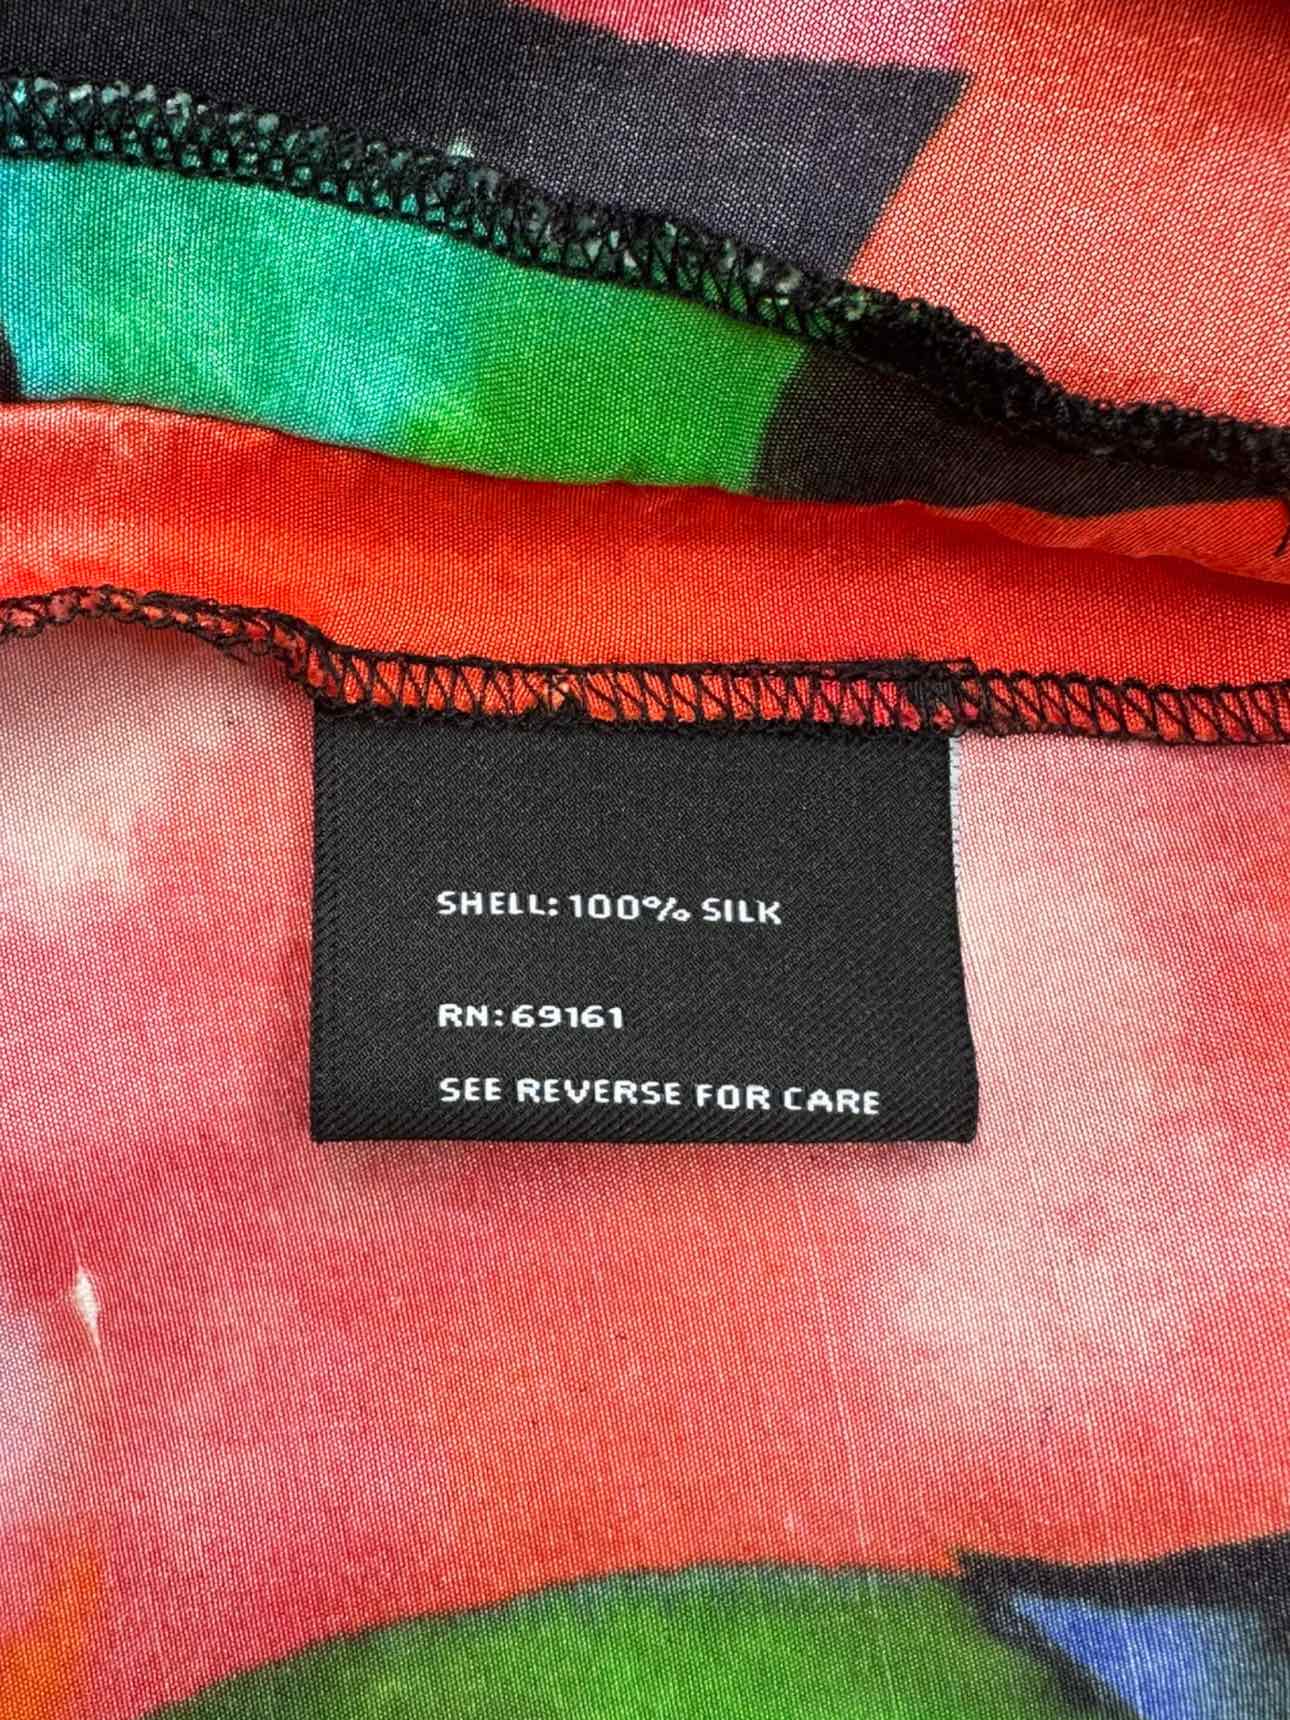 SHELL: 100% SILK
RN: 69161
SEE REVERSE FOR CARE